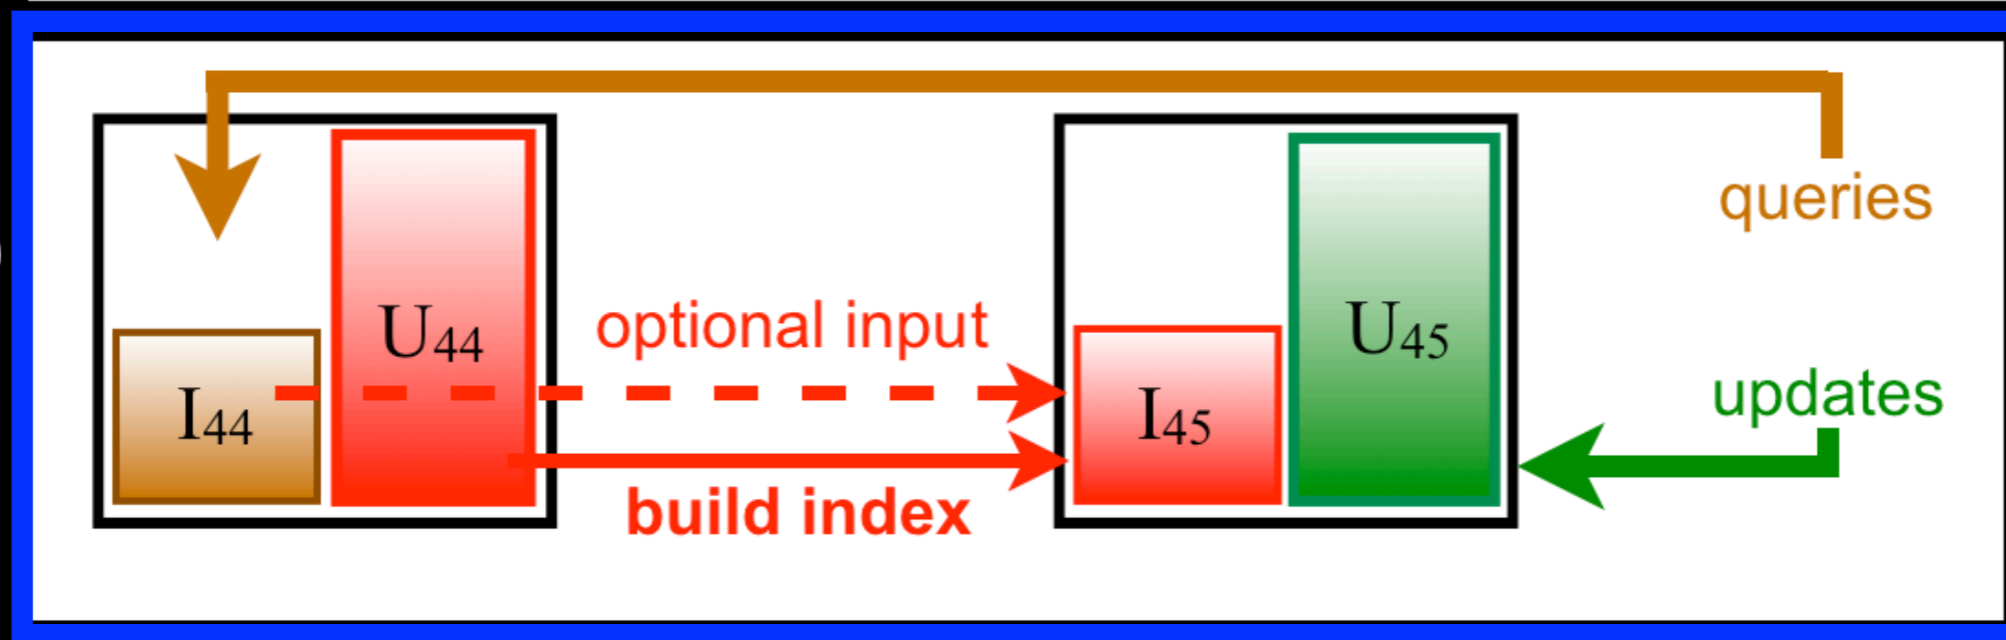 queries
U44
optional input
U45
I44
I45
updates
build index